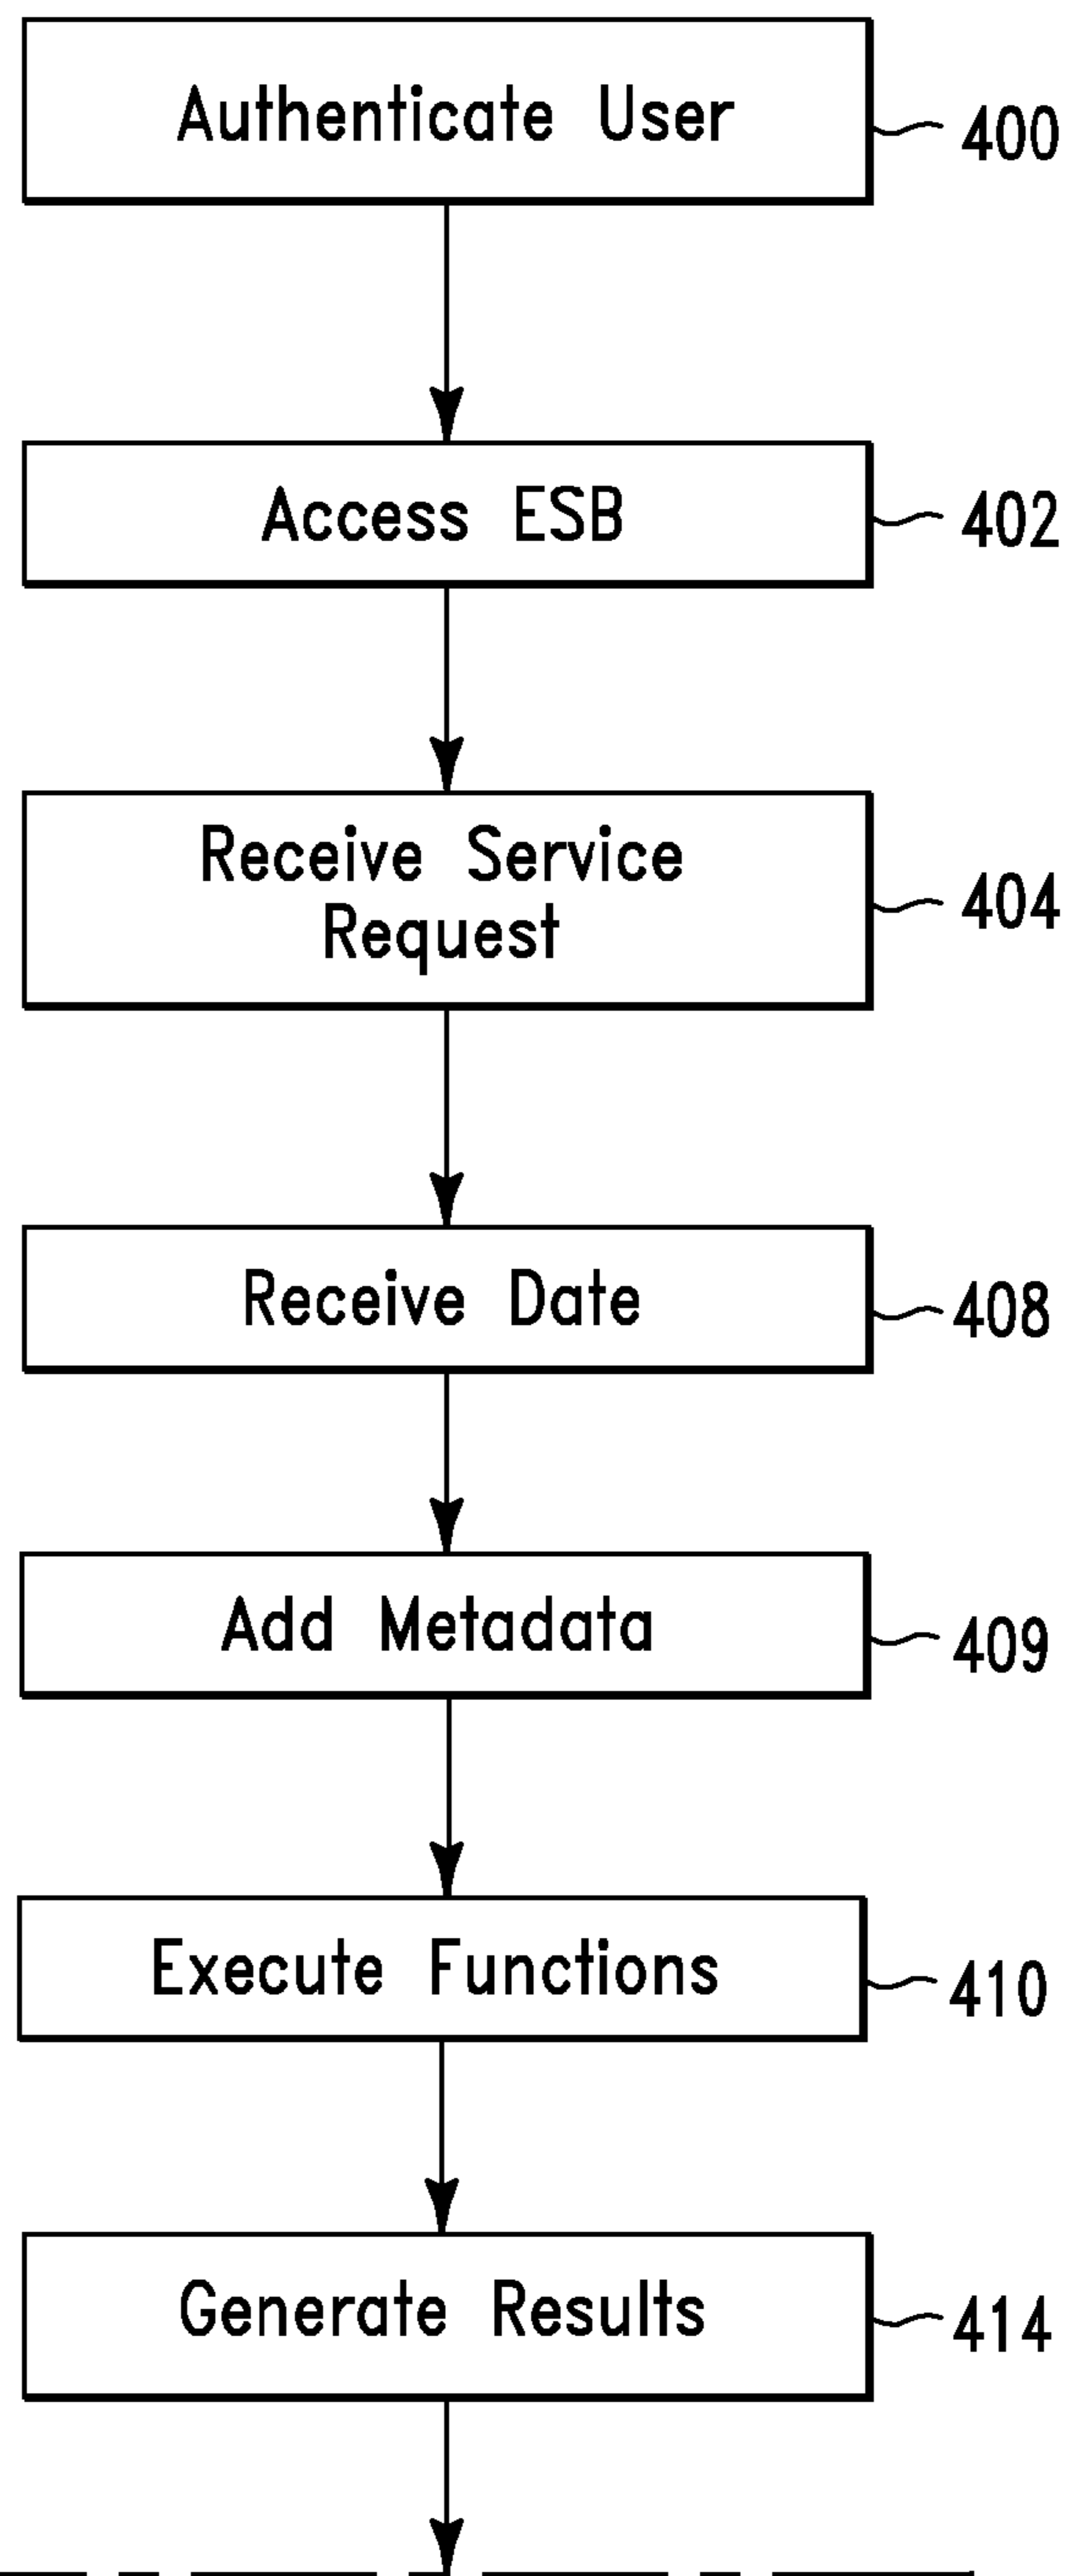 Authenticate User
400
Access ESB
402
Receive Service
Request
404
Receive Date
408
Add Metadata
409
Execute Functions
410
Generate Results
414